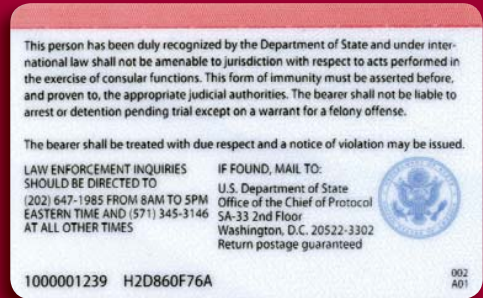 This person has been duly recognized by the Department of State and under inter-
national law shall not be amenable to jurisdiction with respect to acts performed in
the exercise of consular functions. This form of immunity must be asserted before,
and proven to, the appropriate judicial authorities. The bearer shall not be liable to
arrest or detention pending trial except on a warrant for a felony offense.
The bearer shall be treated with due respect and a notice of violation may be issued.
LAW ENFORCEMENT INQUIRIES
SHOULD BE DIRECTED TO
(202) 647-1985 FROM 8AM TO 5PM
EASTERN TIME AND (571) 345-3146
AT ALL OTHER TIMES
IF FOUND, MAIL TO:
U.S. Department of State
Office of the Chief of Protocol
SA-33 2nd Floor
Washington, D.C. 20522-3302
Return postage guaranteed
1000001239 H2D860F76A
002
A01